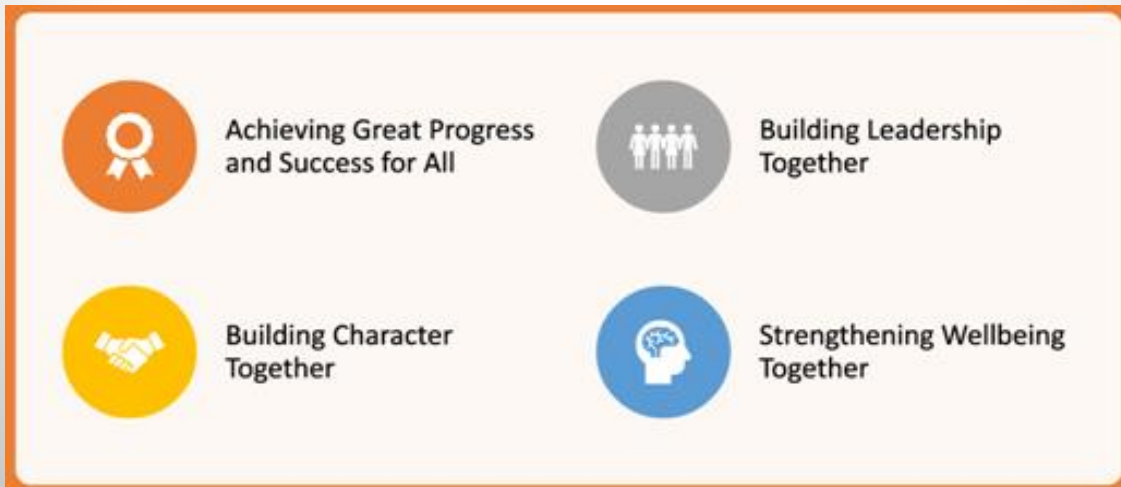 Achieving Great Progress
and Success for All
Building Leadership
Together
Building Character
Together
Strengthening Wellbeing
Together